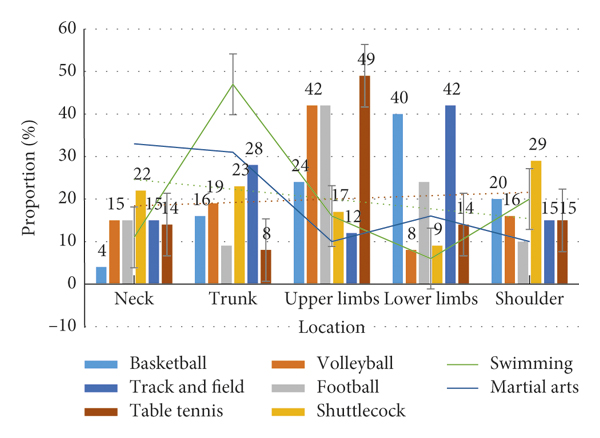 60
50
40
30
20
10
0
−10
Proportion (%)
4 15 22 15 14
16 19 23 28 8
24 42 17 12 49
40 8 9 42 14
20 16 29 15 15
Neck Trunk Upper limbs Lower limbs Shoulder
Location
Basketball Volleyball Swimming
Track and field Football Martial arts
Table tennis Shuttlecock